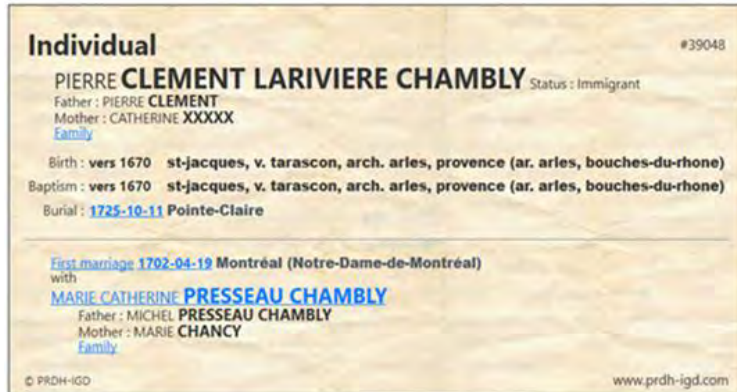 Individual #39048
PIERRE CLEMENT LARIVIERE CHAMBLY Status : Immigrant
Father : PIERRE CLEMENT
Mother : CATHERINE XXXXX
Family
Birth : vers 1670 st-jacques, v. tarascon, arch. arles, provence (ar. arles, bouches-du-rhone)
Baptism : vers 1670 st-jacques, v. tarascon, arch. arles, provence (ar. arles, bouches-du-rhone)
Burial : 1725-10-11 Pointe-Claire
First marriage 1702-04-19 Montréal (Notre-Dame-de-Montréal)
with
MARIE CATHERINE PRESSEAU CHAMBLY
Father : MICHEL PRESSEAU CHAMBLY
Mother : MARIE CHANCY
Family
© PRDH-IGD www.prdh-igd.com